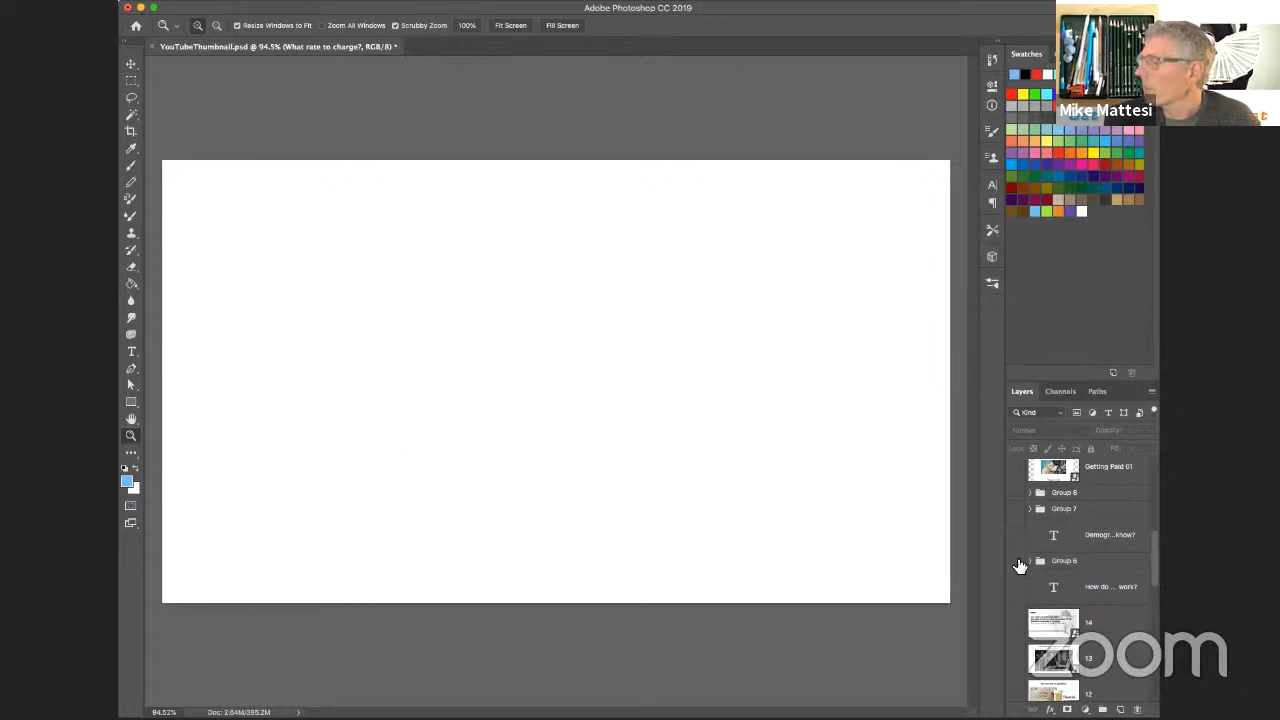 Adobe Photoshop CC 2019
Resize Windows to Fit
Zoom All Windows
Scrubby Zoom
100%
Fit Screen
Fill Screen
YouTubeThumbnail.psd @ 94.5% (What rate to charge?, RGB/8) *
Swatches
Mike Mattesi
Layers
Channels
Paths
Kind
Normal
Opacity:
Lock:
Fill:
Getting Paid 01
Group 8
Group 7
Demogr...know?
Group 6
How do ... work?
14
13
12
zoom
94.52%
Doc: 2.64M/385.2M